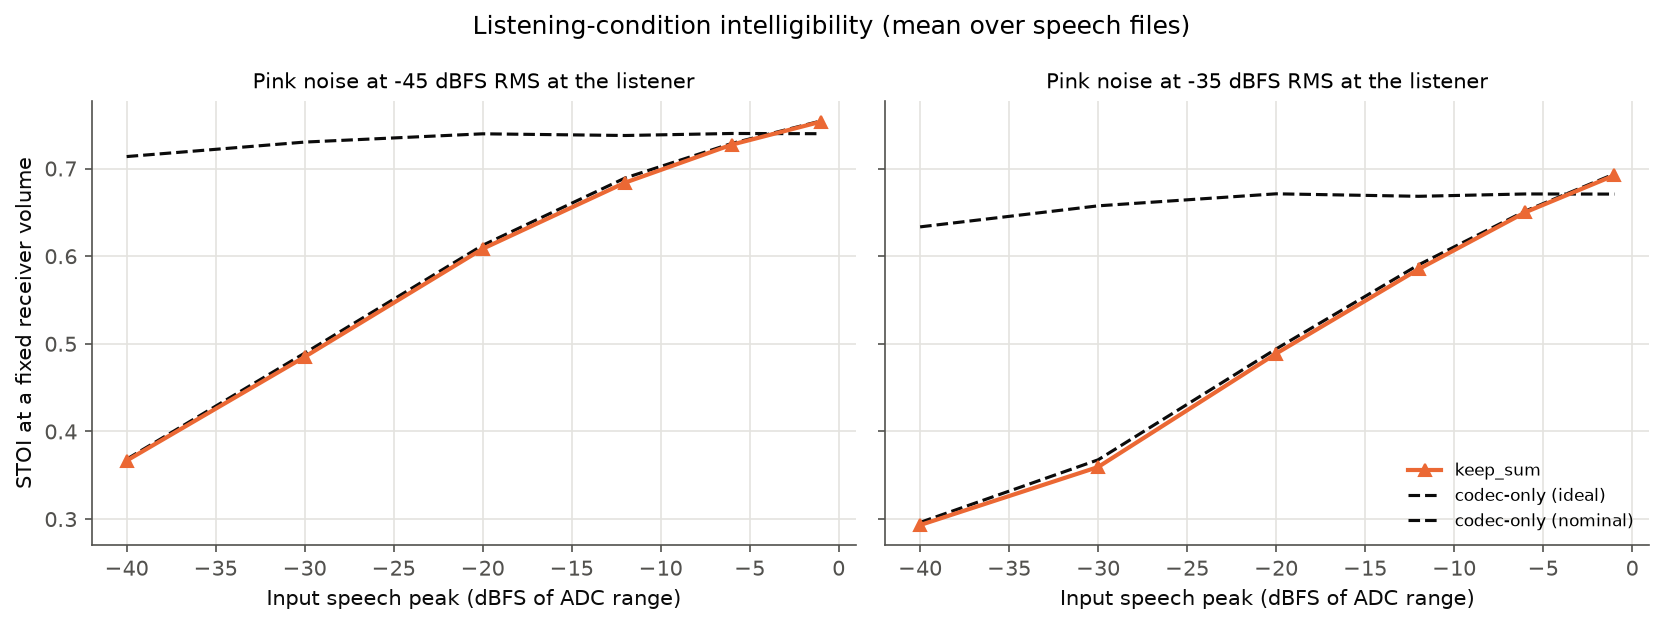 Listening-condition intelligibility (mean over speech files)
Pink noise at -45 dBFS RMS at the listener
STOI at a fixed receiver volume
0.7
0.6
0.5
0.4
0.3
−40 −35 −30 −25 −20 −15 −10 −5 0
Input speech peak (dBFS of ADC range)
Pink noise at -35 dBFS RMS at the listener
keep_sum
codec-only (ideal)
codec-only (nominal)
−40 −35 −30 −25 −20 −15 −10 −5 0
Input speech peak (dBFS of ADC range)